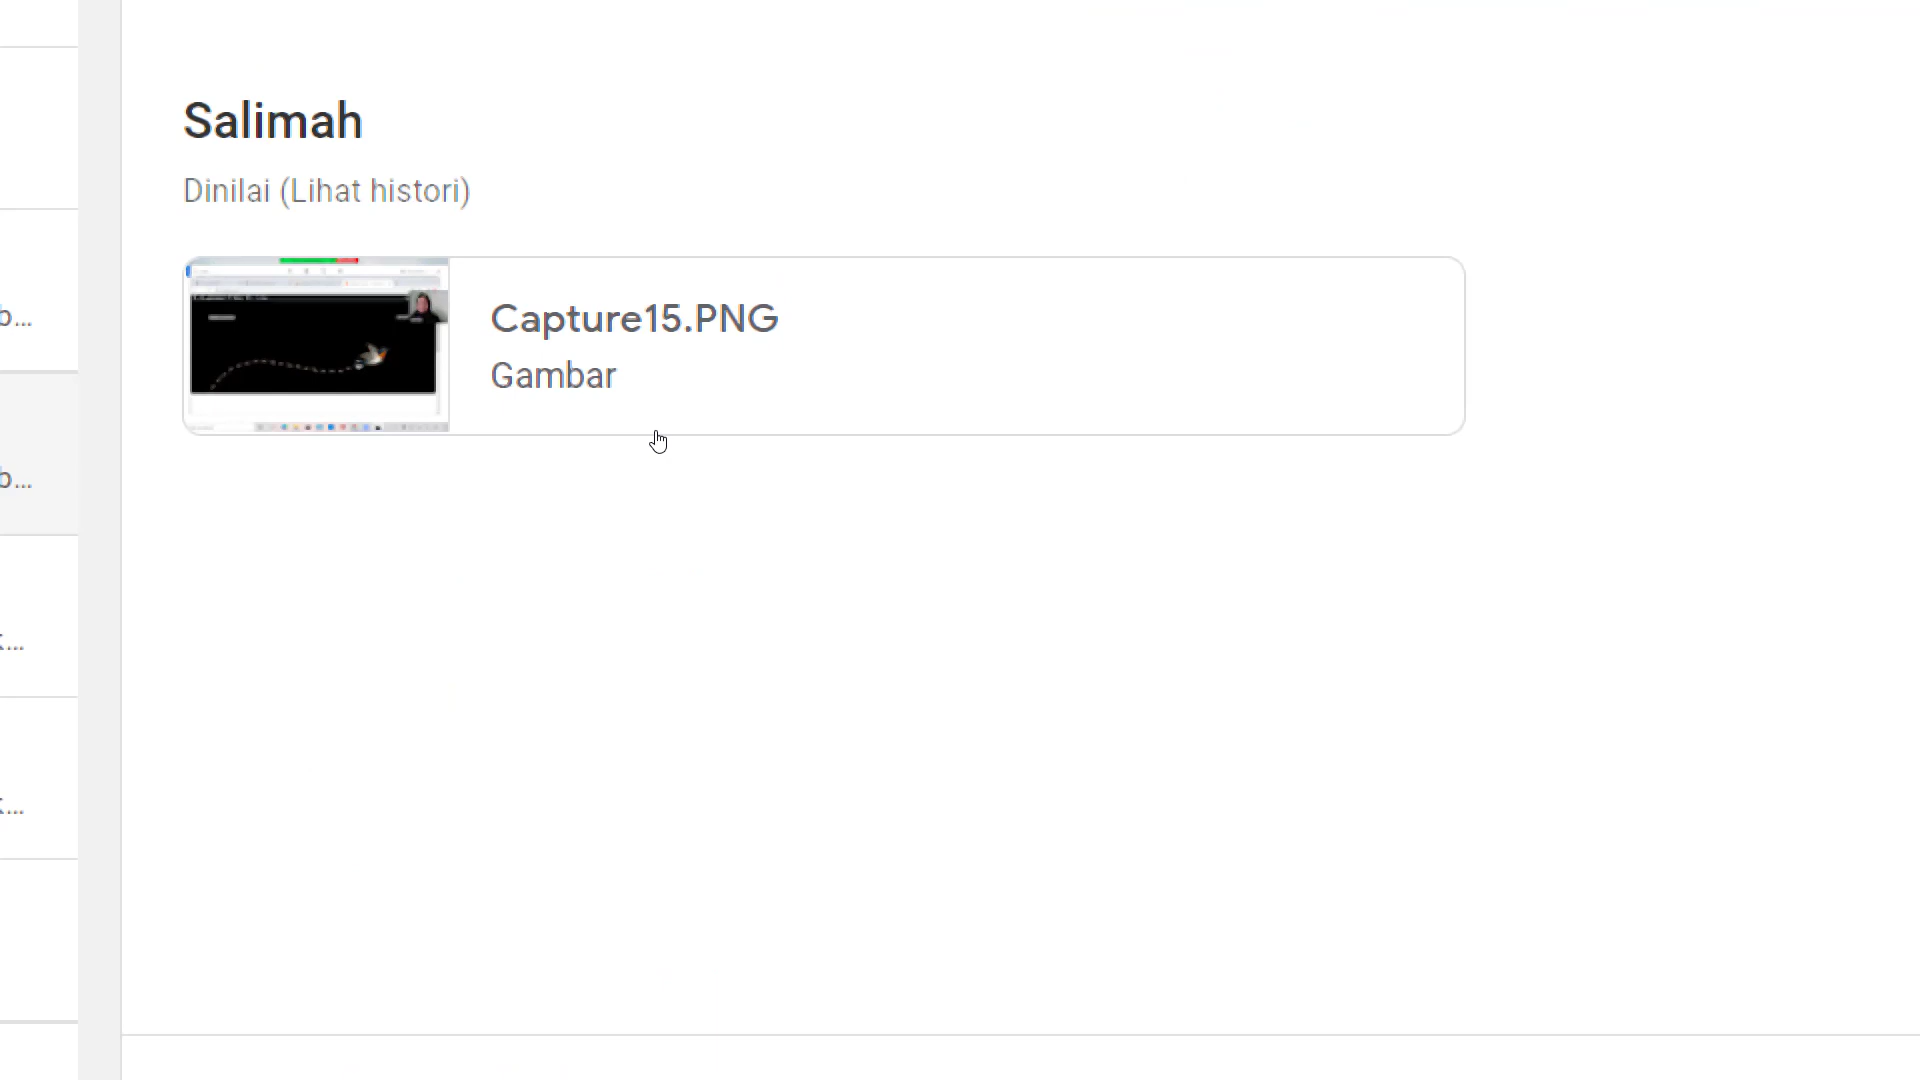 Salimah
Dinilai (Lihat histori)
Capture15.PNG
Gambar
b...
b...
...
...